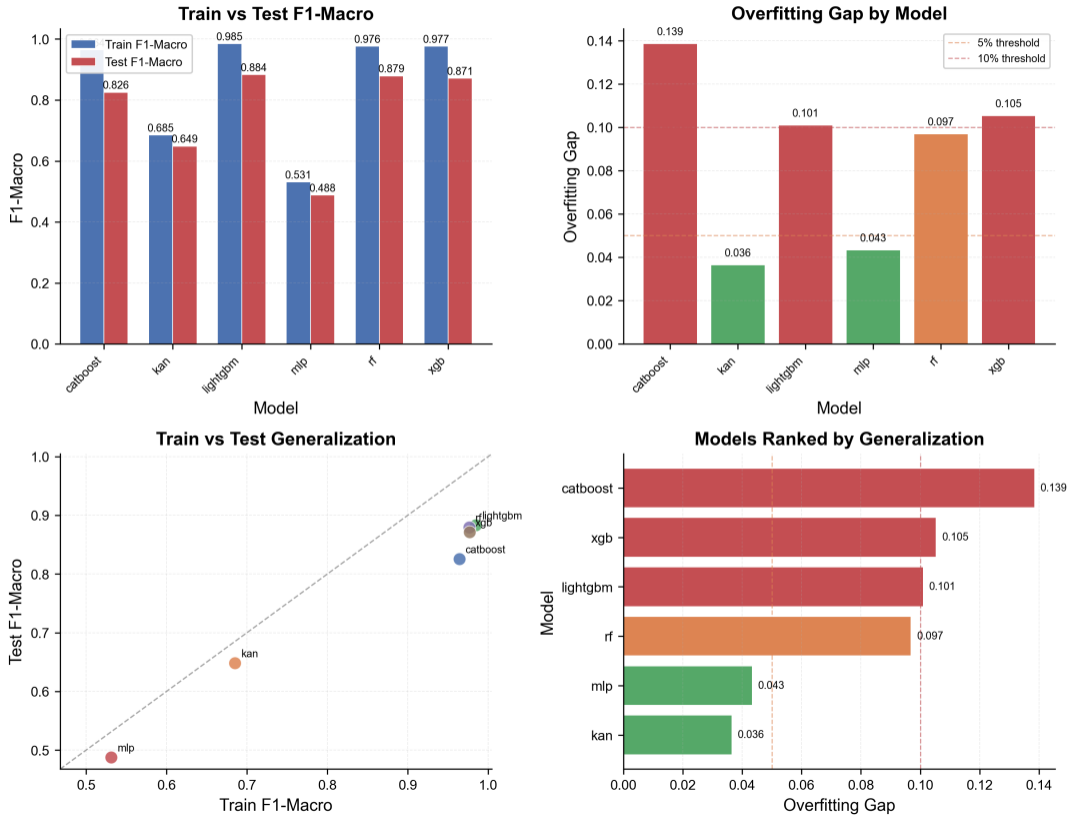 Train vs Test F1-Macro
F1-Macro
1.0
0.8
0.6
0.4
0.2
0.0
Train F1-Macro
Test F1-Macro
0.826
0.685
0.649
0.985
0.884
0.531
0.488
0.976
0.879
0.977
0.871
catboost
kan
lightgbm
mlp
rf
xgb
Model
Overfitting Gap by Model
Overfitting Gap
0.14
0.12
0.10
0.08
0.06
0.04
0.02
0.00
5% threshold
10% threshold
0.139
0.036
0.101
0.043
0.097
0.105
catboost
kan
lightgbm
mlp
rf
xgb
Model
Train vs Test Generalization
Test F1-Macro
1.0
0.9
0.8
0.7
0.6
0.5
lightgbm
rf
xgb
catboost
kan
mlp
0.5
0.6
0.7
0.8
0.9
1.0
Train F1-Macro
Models Ranked by Generalization
Model
catboost
0.139
xgb
0.105
lightgbm
0.101
rf
0.097
mlp
0.043
kan
0.036
0.00
0.02
0.04
0.06
0.08
0.10
0.12
0.14
Overfitting Gap